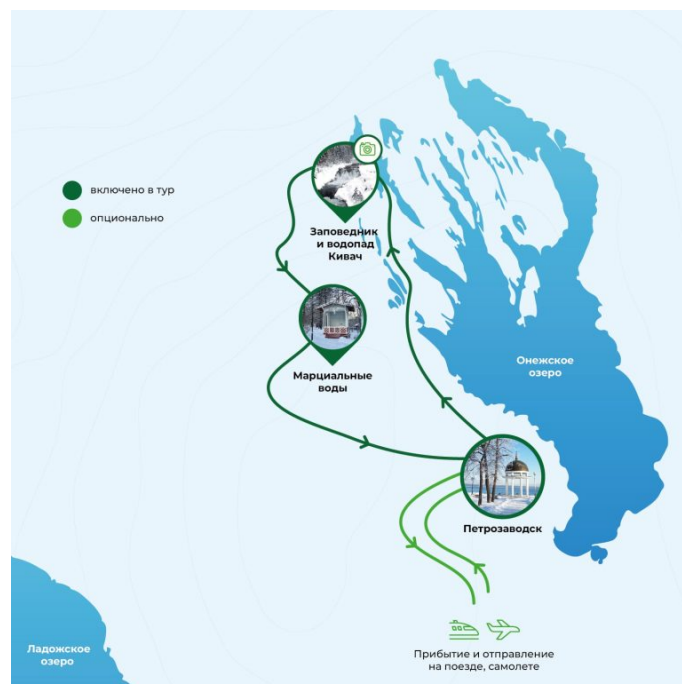 включено в тур
опционально
Заповедник
и водопад
Кивач
Марциальные
воды
Онежское
озеро
Петрозаводск
Ладожское
озеро
Прибытие и отправление
на поезде, самолете